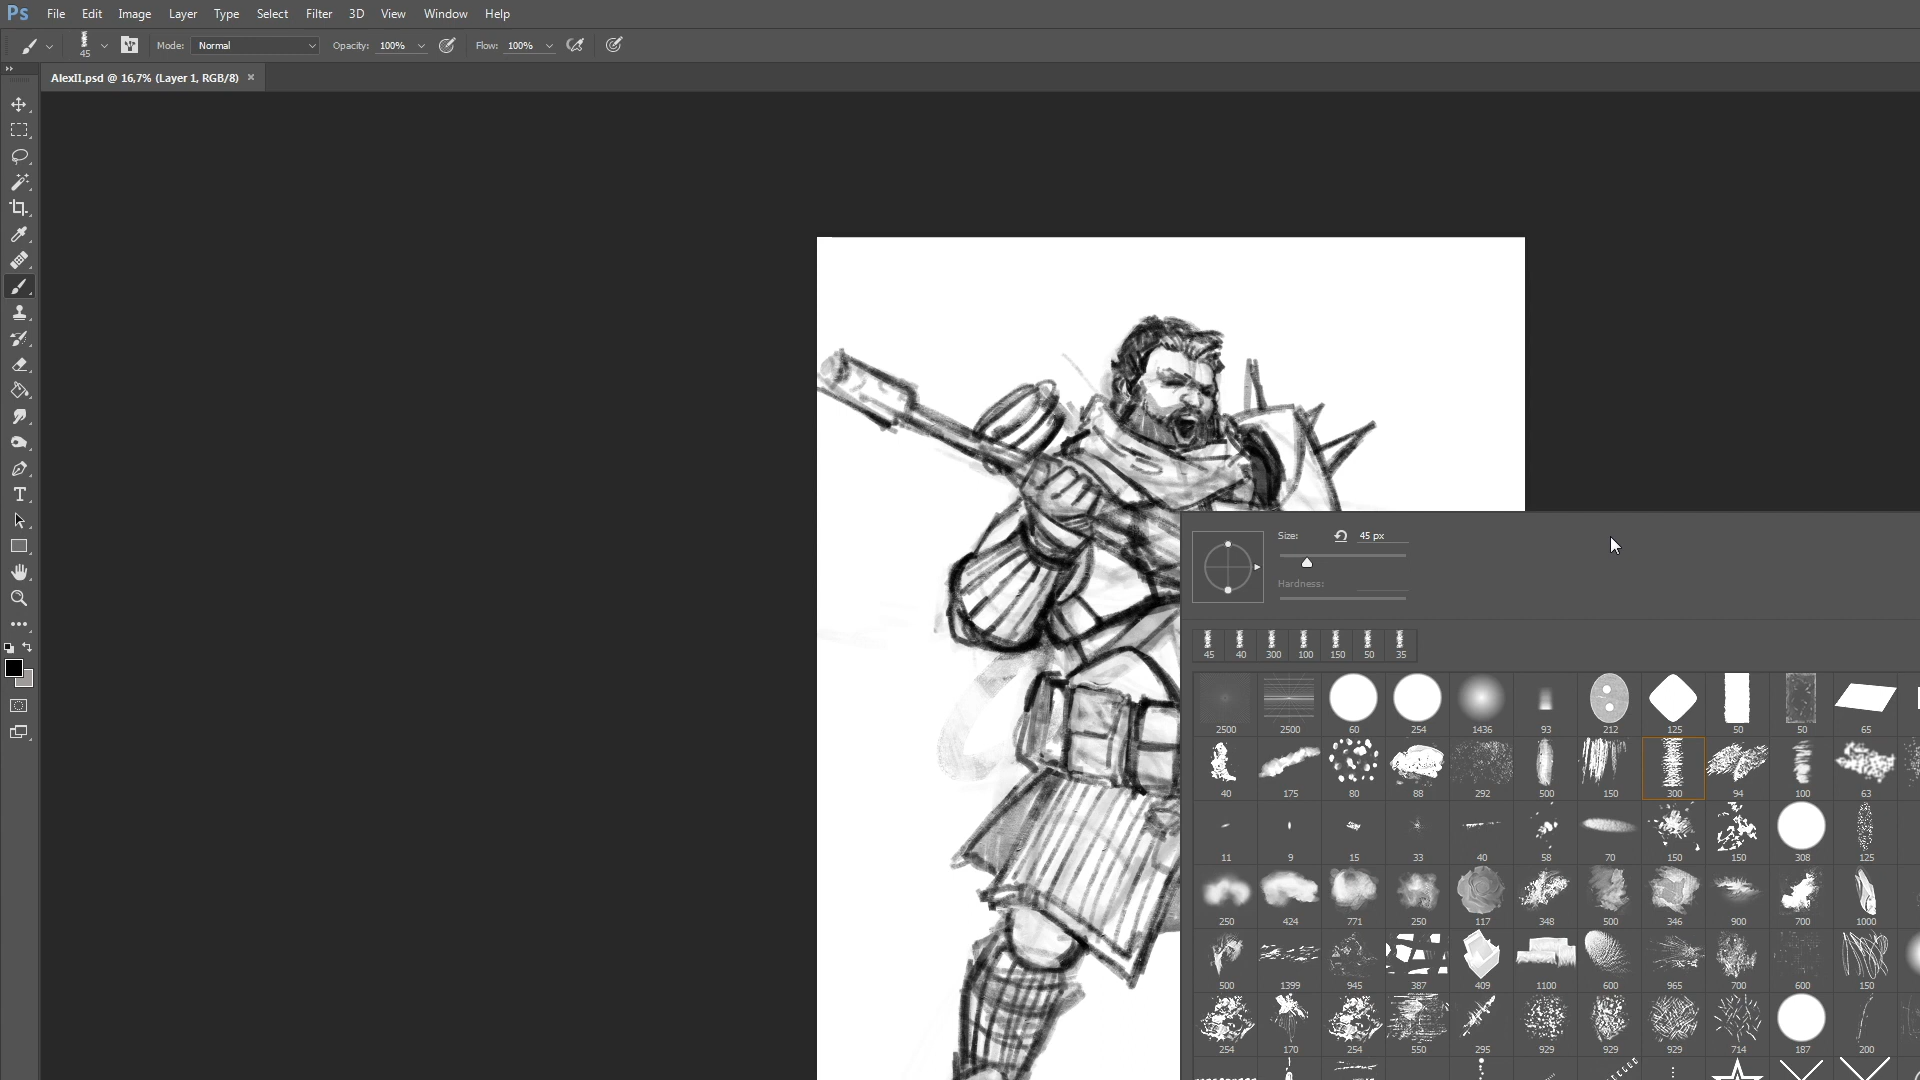 Ps File Edit Image Layer Type Select Filter 3D View Window Help
45 Mode: Normal Opacity: 100% Flow: 100%
AlexII.psd @ 16,7% (Layer 1, RGB/8) ×
T
Size: 45 px
Hardness:
45 40 300 100 150 50 35
2500 2500 60 254 1436 93 212 125 50 50 65
40 175 80 88 292 500 150 300 94 100 63
11 9 15 33 40 58 70 150 150 308 125
250 424 771 250 117 348 500 346 900 700 1000
500 1399 945 387 409 1100 600 965 700 600 150
254 170 254 550 295 929 929 929 714 187 200